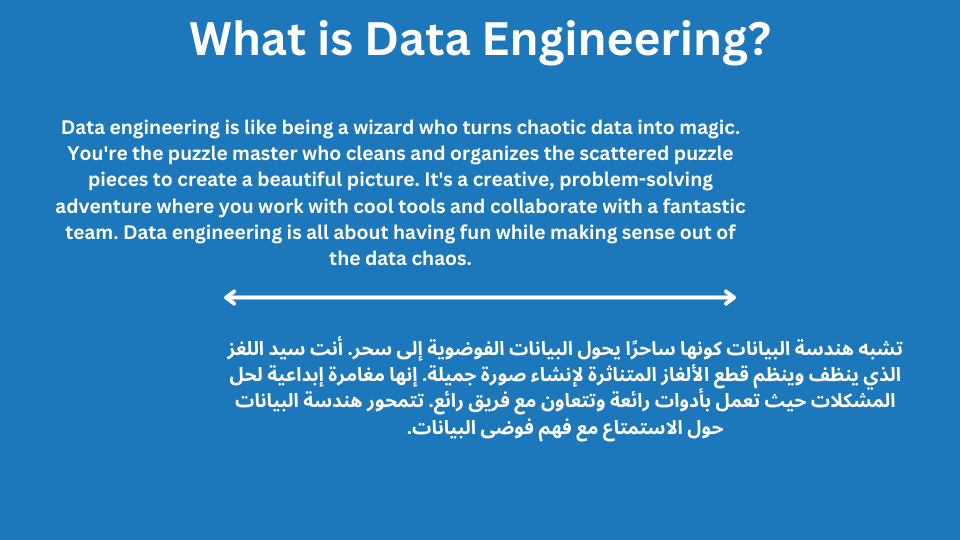 What is Data Engineering?
Data engineering is like being a wizard who turns chaotic data into magic.
You're the puzzle master who cleans and organizes the scattered puzzle
pieces to create a beautiful picture. It's a creative, problem-solving
adventure where you work with cool tools and collaborate with a fantastic
team. Data engineering is all about having fun while making sense out of
the data chaos.
تشبه هندسة البيانات كونها ساحرًا يحول البيانات الفوضوية إلى سحر. أنت سيد اللغز
الذي ينظف وينظم قطع الألغاز المتناثرة لإنشاء صورة جميلة. إنها مغامرة إبداعية لحل
المشكلات حيث تعمل بأدوات رائعة وتتعاون مع فريق رائع. تتمحور هندسة البيانات
حول الاستمتاع مع فهم فوضى البيانات.